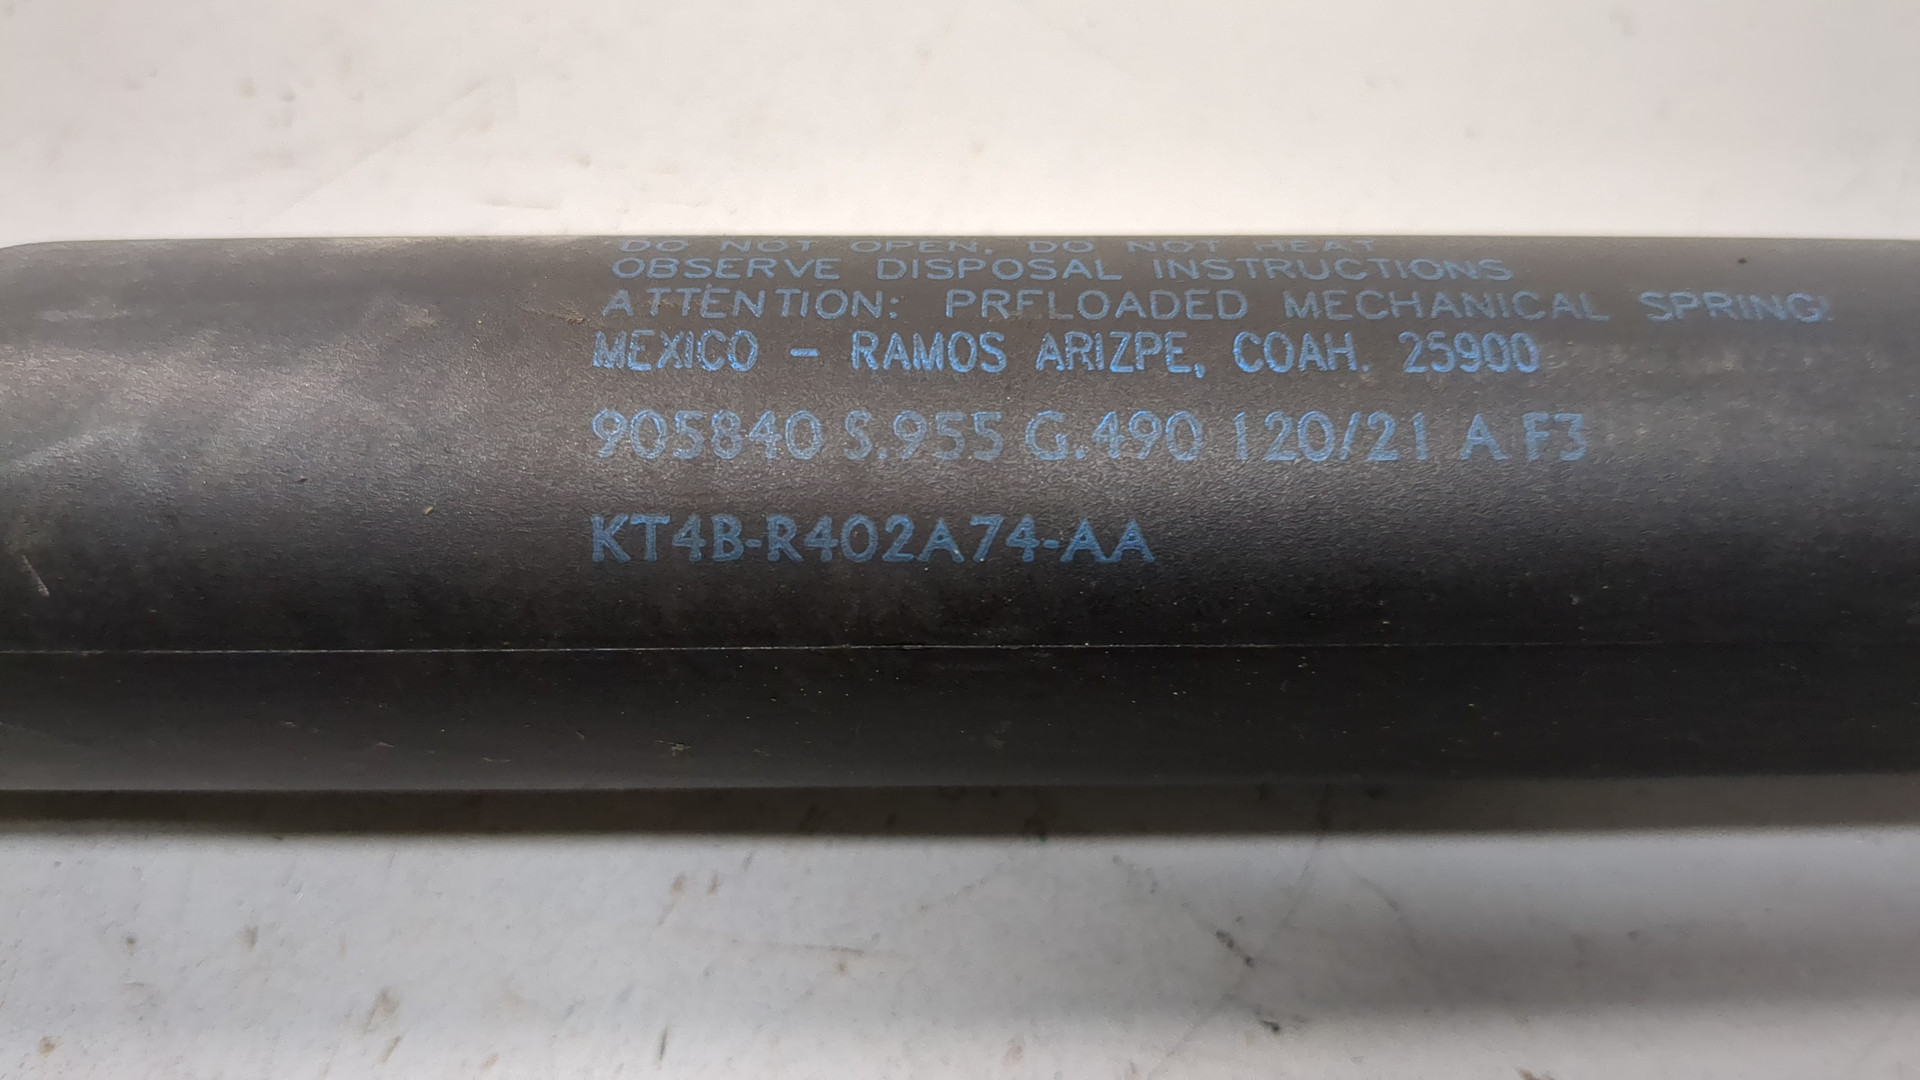 DO NOT OPEN, DO NOT HEAT
OBSERVE DISPOSAL INSTRUCTIONS
ATTENTION: PRELOADED MECHANICAL SPRING!
MEXICO - RAMOS ARIZPE, COAH. 25900
905840 S.955 G.490 120/21 A F3
KT4B-R402A74-AA